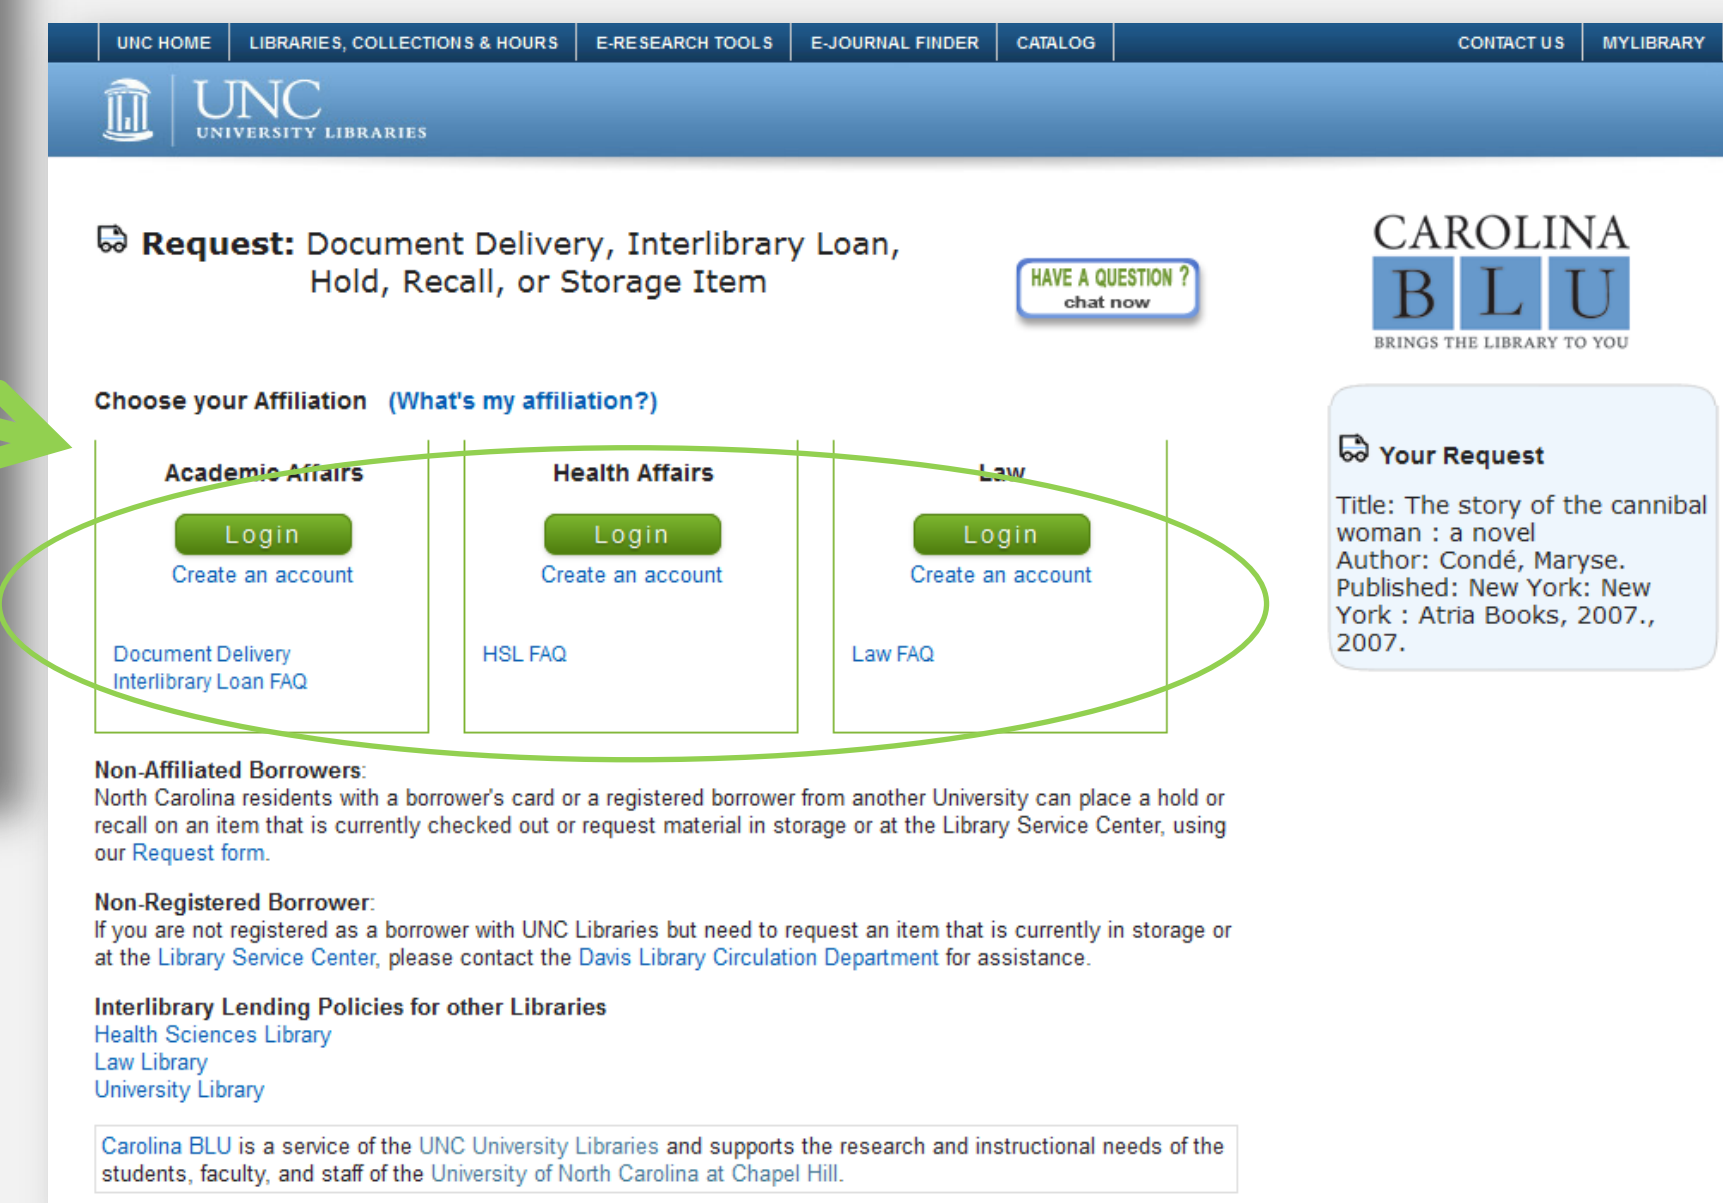 UNC HOME LIBRARIES, COLLECTIONS & HOURS E-RESEARCH TOOLS E-JOURNAL FINDER CATALOG CONTACT US MYLIBRARY
UNC
UNIVERSITY LIBRARIES
Request: Document Delivery, Interlibrary Loan,
Hold, Recall, or Storage Item
HAVE A QUESTION ?
chat now
CAROLINA
BLU
BRINGS THE LIBRARY TO YOU
Choose your Affiliation (What's my affiliation?)
Academic Affairs
Login
Create an account
Document Delivery
Interlibrary Loan FAQ
Health Affairs
Login
Create an account
HSL FAQ
Law
Login
Create an account
Law FAQ
Your Request
Title: The story of the cannibal
woman : a novel
Author: Condé, Maryse.
Published: New York: New
York : Atria Books, 2007.,
2007.
Non-Affiliated Borrowers:
North Carolina residents with a borrower's card or a registered borrower from another University can place a hold or
recall on an item that is currently checked out or request material in storage or at the Library Service Center, using
our Request form.
Non-Registered Borrower:
If you are not registered as a borrower with UNC Libraries but need to request an item that is currently in storage or
at the Library Service Center, please contact the Davis Library Circulation Department for assistance.
Interlibrary Lending Policies for other Libraries
Health Sciences Library
Law Library
University Library
Carolina BLU is a service of the UNC University Libraries and supports the research and instructional needs of the
students, faculty, and staff of the University of North Carolina at Chapel Hill.